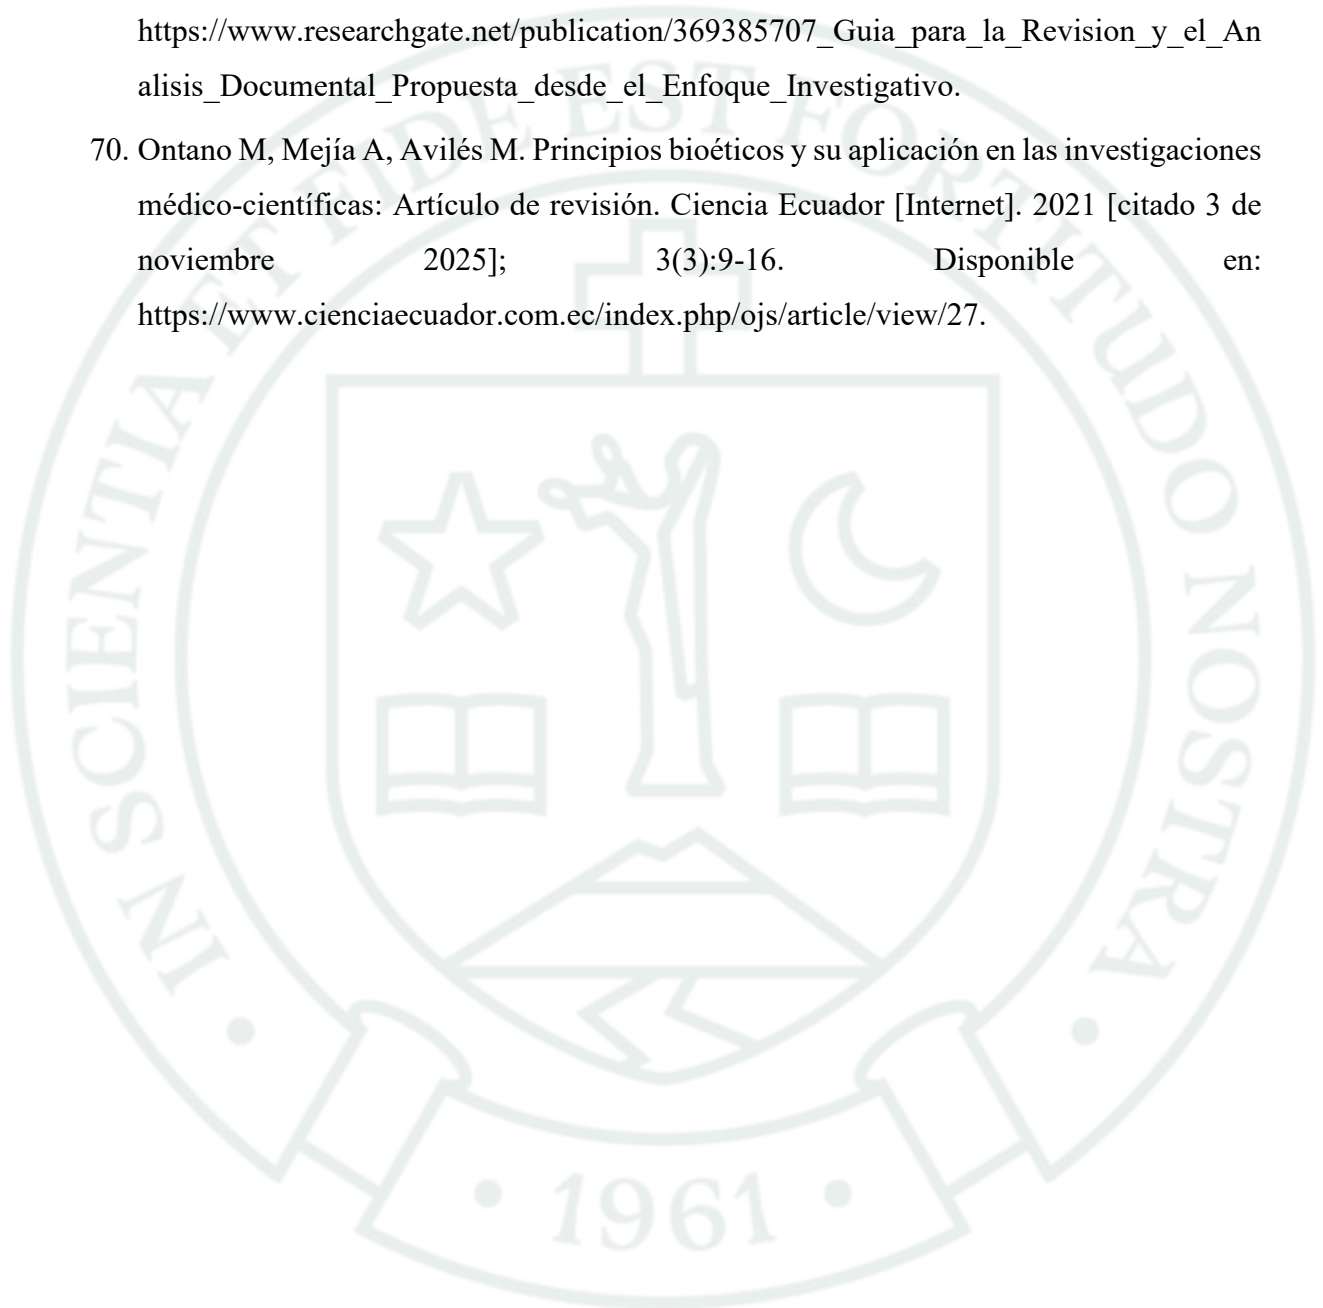 https://www.researchgate.net/publication/369385707_Guia_para_la_Revision_y_el_An
alisis_Documental_Propuesta_desde_el_Enfoque_Investigativo.
70. Ontano M, Mejía A, Avilés M. Principios bioéticos y su aplicación en las investigaciones
médico-científicas: Artículo de revisión. Ciencia Ecuador [Internet]. 2021 [citado 3 de
noviembre 2025]; 3(3):9-16. Disponible en:
https://www.cienciaecuador.com.ec/index.php/ojs/article/view/27.
IN SCIENTIA ET FIDE EST FORTITUDO NOSTRA
• 1961 •